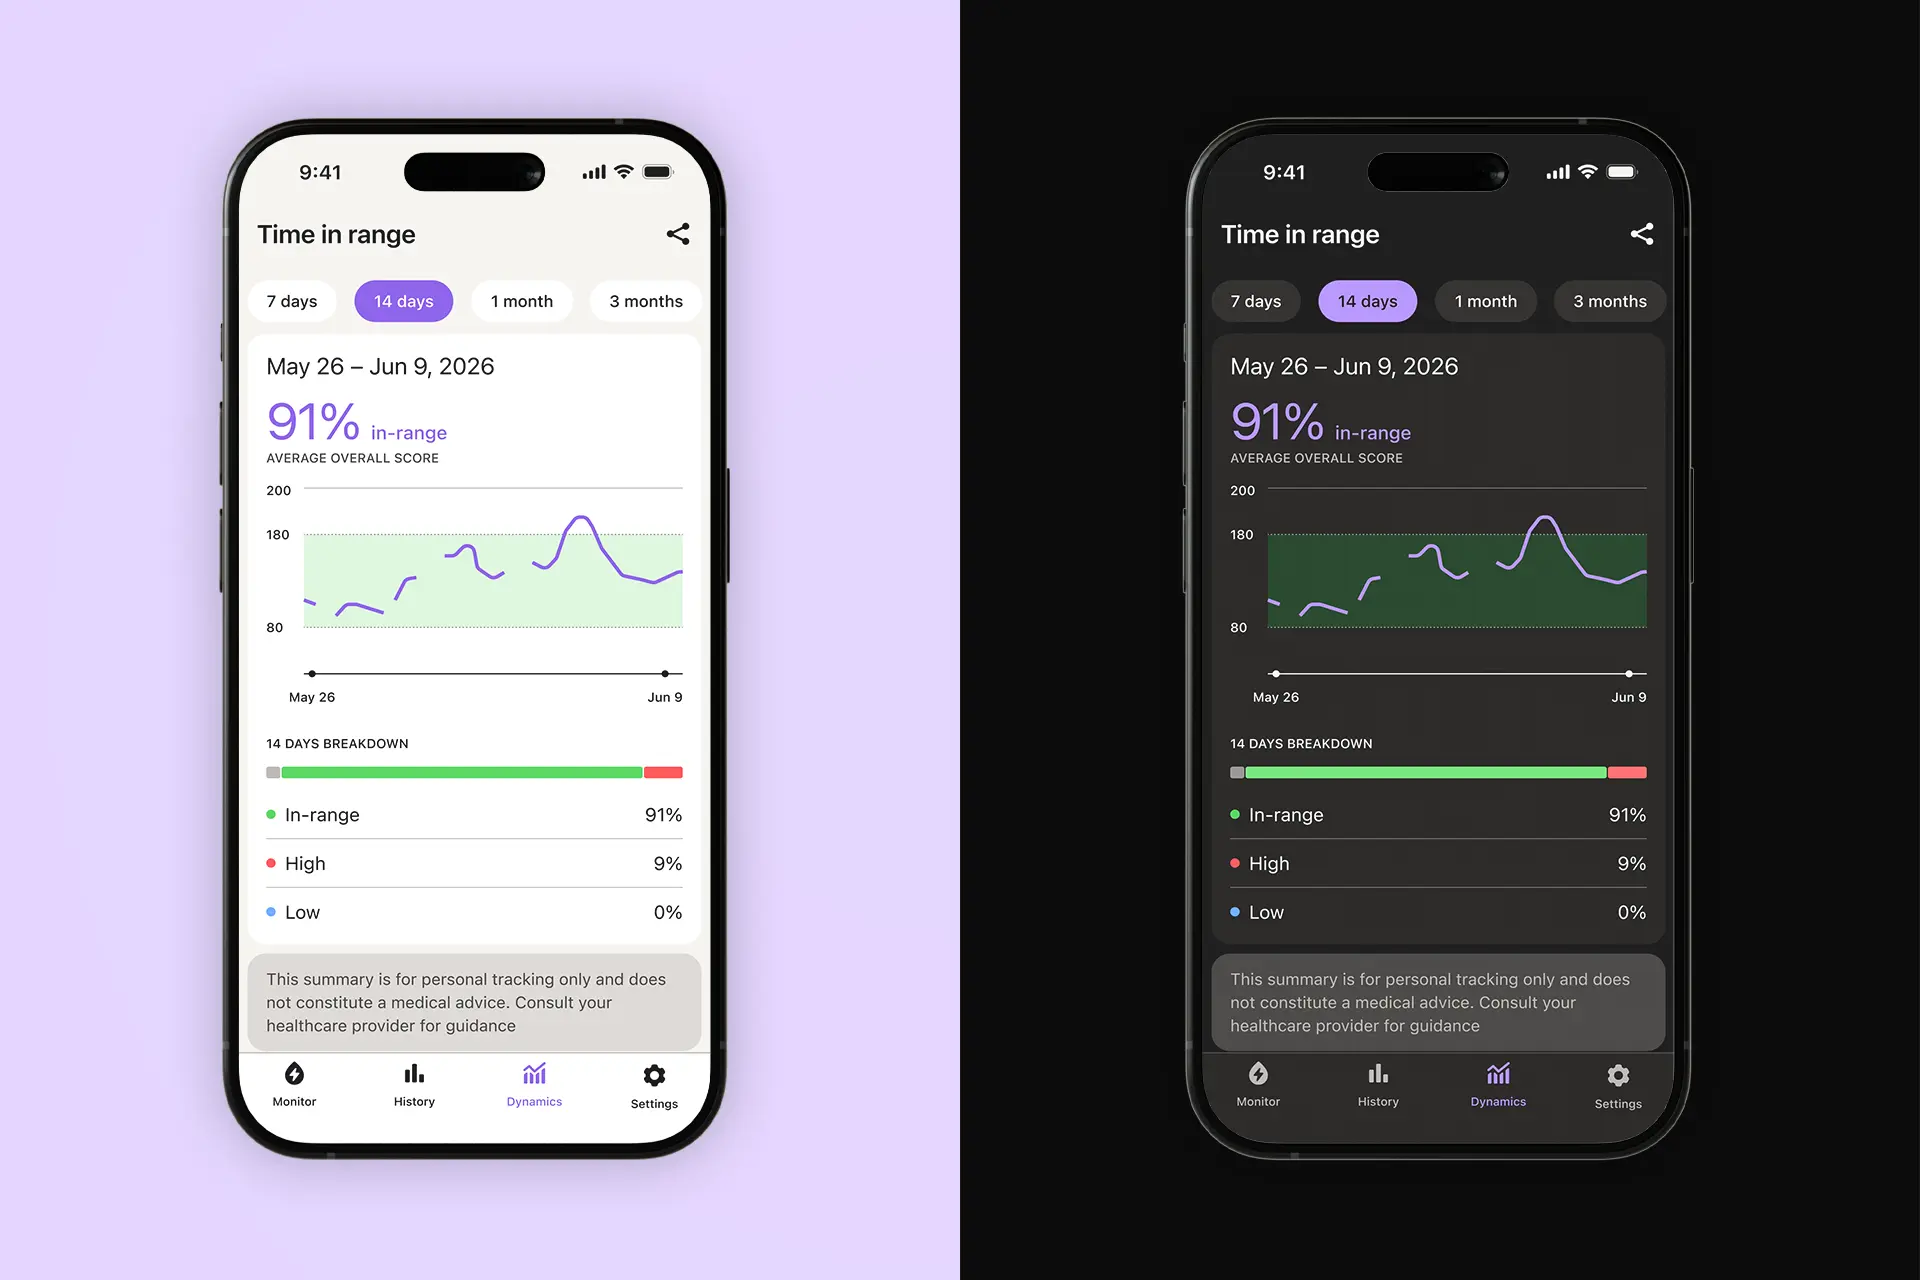 9:41
Time in range
7 days 14 days 1 month 3 months
May 26 – Jun 9, 2026
91% in-range
AVERAGE OVERALL SCORE
200
180
80
May 26 Jun 9
14 DAYS BREAKDOWN
In-range 91%
High 9%
Low 0%
This summary is for personal tracking only and does
not constitute a medical advice. Consult your
healthcare provider for guidance
Monitor History Dynamics Settings
9:41
Time in range
7 days 14 days 1 month 3 months
May 26 – Jun 9, 2026
91% in-range
AVERAGE OVERALL SCORE
200
180
80
May 26 Jun 9
14 DAYS BREAKDOWN
In-range 91%
High 9%
Low 0%
This summary is for personal tracking only and does
not constitute a medical advice. Consult your
healthcare provider for guidance
Monitor History Dynamics Settings